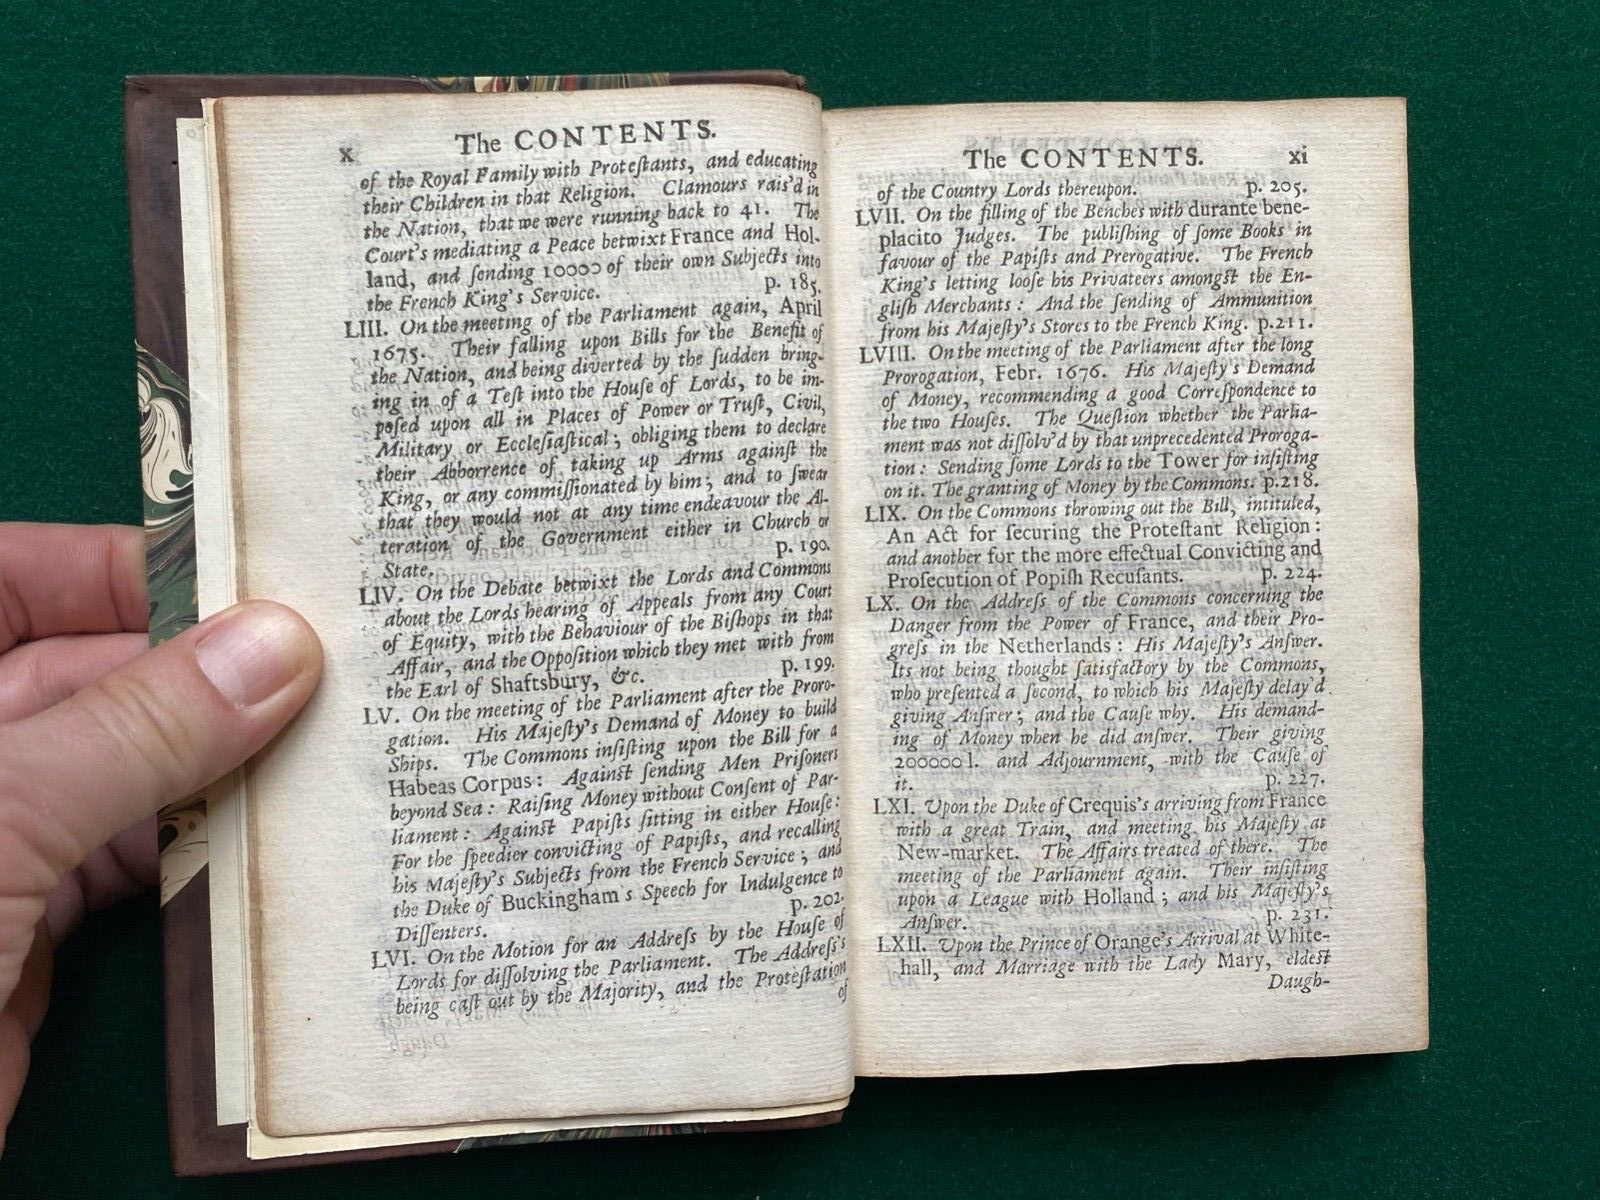 x
The CONTENTS.
of the Royal Family with Proteſtants, and educating
their Children in that Religion. Clamours rais'd in
the Nation, that we were running back to 41. The
Court's mediating a Peace betwixt France and Hol-
land, and ſending 10000 of their own Subjects into
the French King's Service. p. 185.
LIII. On the meeting of the Parliament again, April
1675. Their falling upon Bills for the Benefit of
the Nation, and being diverted by the ſudden bring-
ing in of a Teſt into the Houſe of Lords, to be im-
poſed upon all in Places of Power or Truſt, Civil,
Military or Eccleſiaſtical; obliging them to declare
their Abborrence of taking up Arms againſt the
King, or any commiſſionated by him; and to ſwear
that they would not at any time endeavour the Al-
teration of the Government either in Church or
State. p. 190.
LIV. On the Debate betwixt the Lords and Commons
about the Lords hearing of Appeals from any Court
of Equity, with the Behaviour of the Biſhops in that
Affair, and the Oppoſition which they met with from
the Earl of Shaftsbury, &c. p. 199.
LV. On the meeting of the Parliament after the Proro-
gation. His Majeſty's Demand of Money to build
Ships. The Commons inſiſting upon the Bill for a
Habeas Corpus: Againſt ſending Men Priſoners
beyond Sea: Raiſing Money without Conſent of Par-
liament: Againſt Papiſts ſitting in either Houſe:
For the ſpeedier convicting of Papiſts, and recalling
his Majeſty's Subjects from the French Service; and
the Duke of Buckingham's Speech for Indulgence to
Diſſenters. p. 202.
LVI. On the Motion for an Addreſs by the Houſe of
Lords for diſſolving the Parliament. The Addreſs's
being caſt out by the Majority, and the Proteſtation
of
The CONTENTS. xi
of the Country Lords thereupon. p. 205.
LVII. On the filling of the Benches with durante bene-
placito Judges. The publiſhing of ſome Books in
favour of the Papiſts and Prerogative. The French
King's letting looſe his Privateers amongſt the En-
gliſh Merchants: And the ſending of Ammunition
from his Majeſty's Stores to the French King. p.211.
LVIII. On the meeting of the Parliament after the long
Prorogation, Febr. 1676. His Majeſty's Demand
of Money, recommending a good Correſpondence to
the two Houſes. The Queſtion whether the Parlia-
ment was not diſſolv'd by that unprecedented Proroga-
tion: Sending ſome Lords to the Tower for inſiſting
on it. The granting of Money by the Commons. p.218.
LIX. On the Commons throwing out the Bill, intituled,
An Act for ſecuring the Proteſtant Religion:
and another for the more effectual Convicting and
Proſecution of Popiſh Recuſants. p. 224.
LX. On the Addreſs of the Commons concerning the
Danger from the Power of France, and their Pro-
greſs in the Netherlands: His Majeſty's Anſwer.
Its not being thought ſatisfactory by the Commons,
who preſented a ſecond, to which his Majeſty delay'd
giving Anſwer; and the Cauſe why. His demand-
ing of Money when he did anſwer. Their giving
200000 l. and Adjournment, with the Cauſe of
it. p. 227.
LXI. Upon the Duke of Crequis's arriving from France
with a great Train, and meeting his Majeſty at
New-market. The Affairs treated of there. The
meeting of the Parliament again. Their inſiſting
upon a League with Holland; and his Majeſty's
Anſwer. p. 231.
LXII. Upon the Prince of Orange's Arrival at White-
hall, and Marriage with the Lady Mary, eldeſt
Daugh-